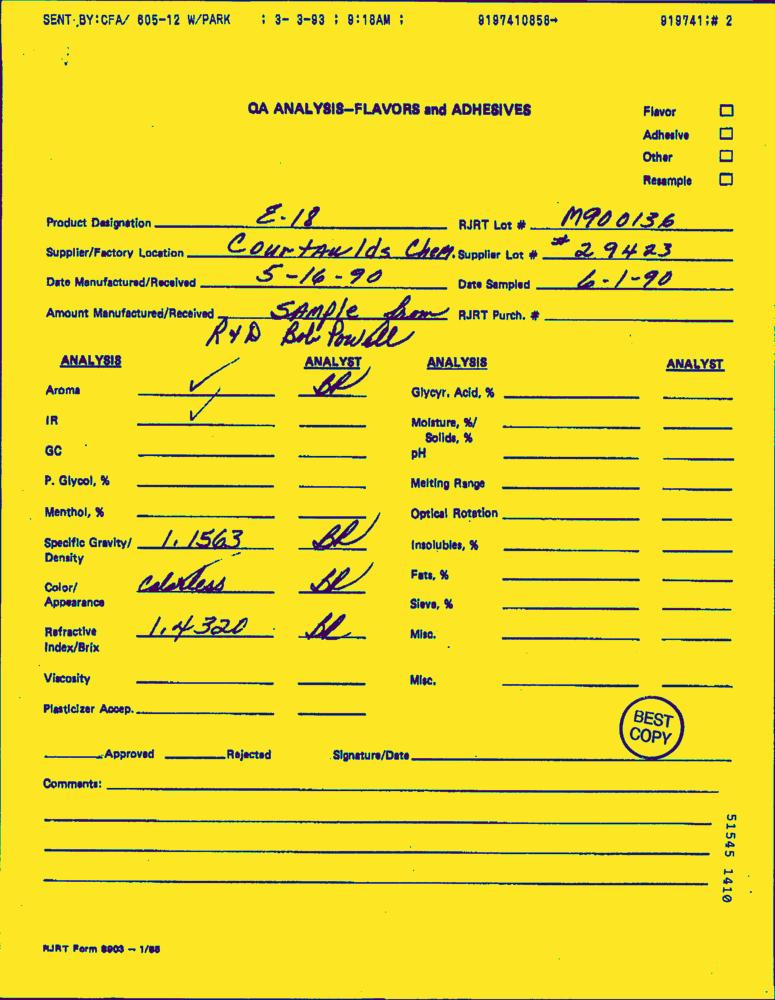 SENT BY:CFA/ 605-12 W/PARK ; 3- 3-93 ; 9:18AM ; 9197410856→ 919741;# 2
QA ANALYSIS—FLAVORS and ADHESIVES
Flavor
Adhesive
Other
Resample
Product Designation E-18 RJRT Lot # M900136
Supplier/Factory Location Courtaulds Chem. Supplier Lot # # 29423
Date Manufactured/Received 5-16-90 Date Sampled 6-1-90
Amount Manufactured/Received SAMPle from RJRT Purch. #
R&D Bob Powell
ANALYSIS ANALYST ANALYSIS ANALYST
Aroma ✓ BR Glycyr. Acid, %
IR ✓ Moisture, %/
Solids, %
GC pH
P. Glycol, % Melting Range
Menthol, % Optical Rotation
Specific Gravity/ 1.1563 BR Insolubles, %
Density
Color/ Colorless BR Fats, %
Appearance Sieve, %
Refractive 1.4320 BR Misc.
Index/Brix
Viscosity Misc.
Plasticizer Accep.
BEST
COPY
Approved Rejected Signature/Date
Comments:
51545 1410
RJRT Form 8903 — 1/85